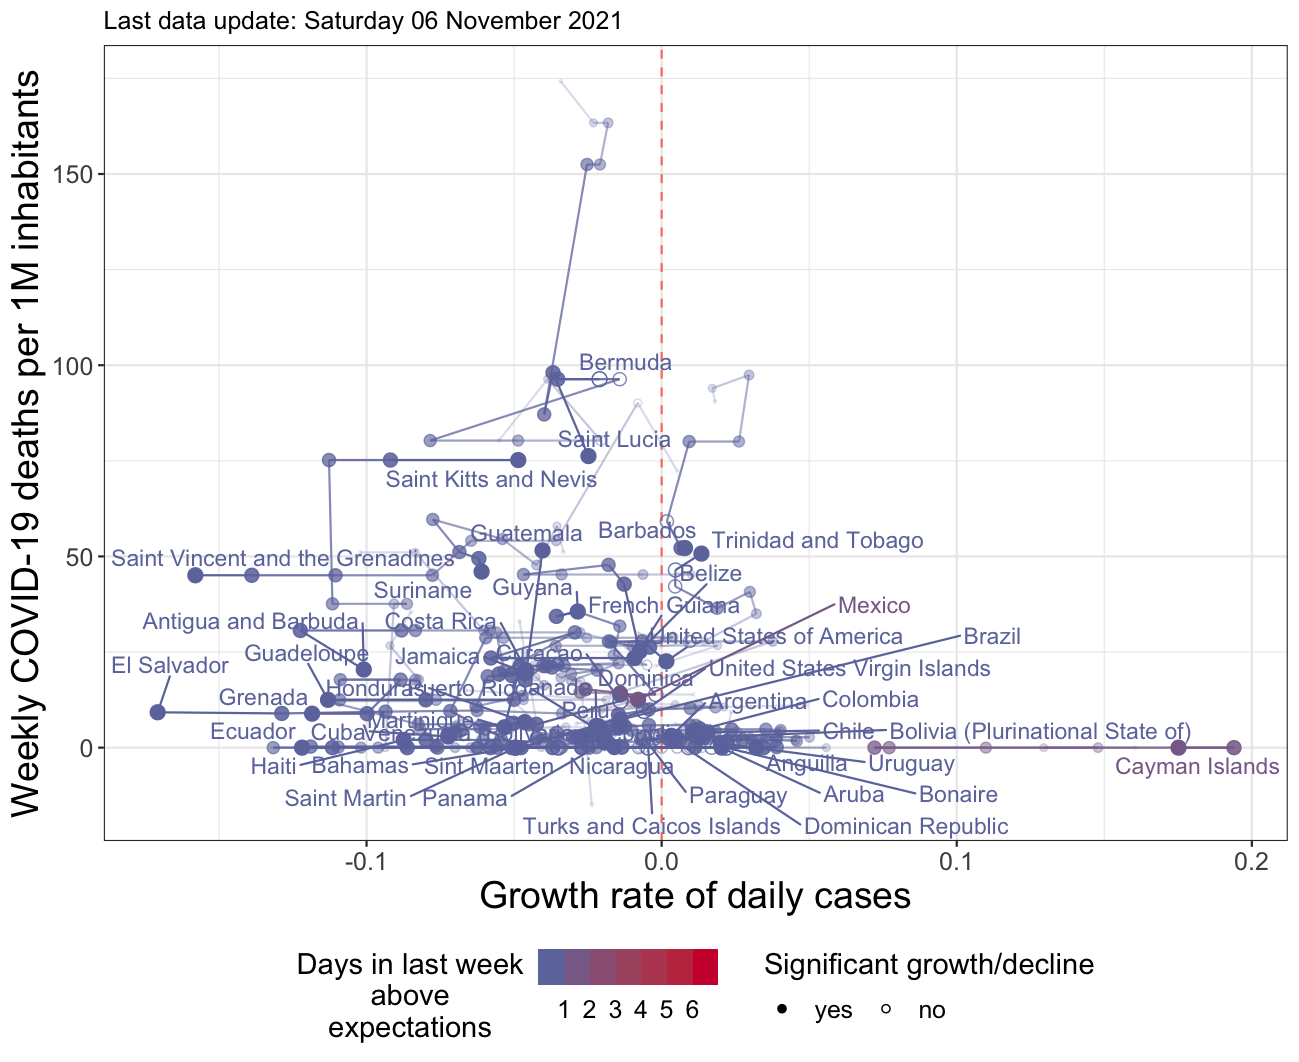 Last data update: Saturday 06 November 2021
Weekly COVID-19 deaths per 1M inhabitants
150
100
50
0
Bermuda
Saint Lucia
Saint Kitts and Nevis
Guatemala
Barbados
Trinidad and Tobago
Saint Vincent and the Grenadines
Belize
Suriname
Guyana
French Guiana
Mexico
Antigua and Barbuda
Costa Rica
United States of America
Brazil
Guadeloupe
Jamaica
Curacao
El Salvador
United States Virgin Islands
Dominica
Honduras
Puerto Rico
Grenada
Peru
Argentina
Colombia
Martinique
Ecuador
Cuba
Venezuela
Chile
Bolivia (Plurinational State of)
Haiti
Bahamas
Sint Maarten
Nicaragua
Anguilla
Uruguay
Cayman Islands
Saint Martin
Panama
Paraguay
Aruba
Bonaire
Turks and Caicos Islands
Dominican Republic
-0.1
0.0
0.1
0.2
Growth rate of daily cases
Days in last week
above
expectations
1 2 3 4 5 6
Significant growth/decline
yes
no